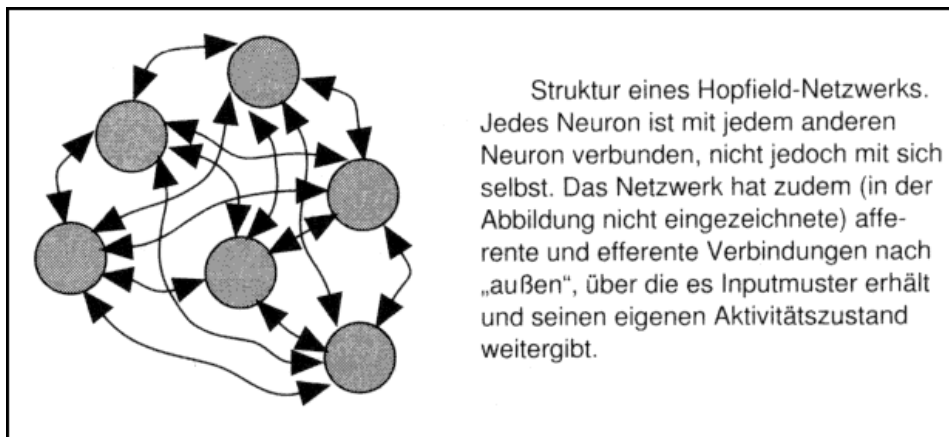 Struktur eines Hopfield-Netzwerks.
Jedes Neuron ist mit jedem anderen
Neuron verbunden, nicht jedoch mit sich
selbst. Das Netzwerk hat zudem (in der
Abbildung nicht eingezeichnete) affe-
rente und efferente Verbindungen nach
„außen“, über die es Inputmuster erhält
und seinen eigenen Aktivitätszustand
weitergibt.